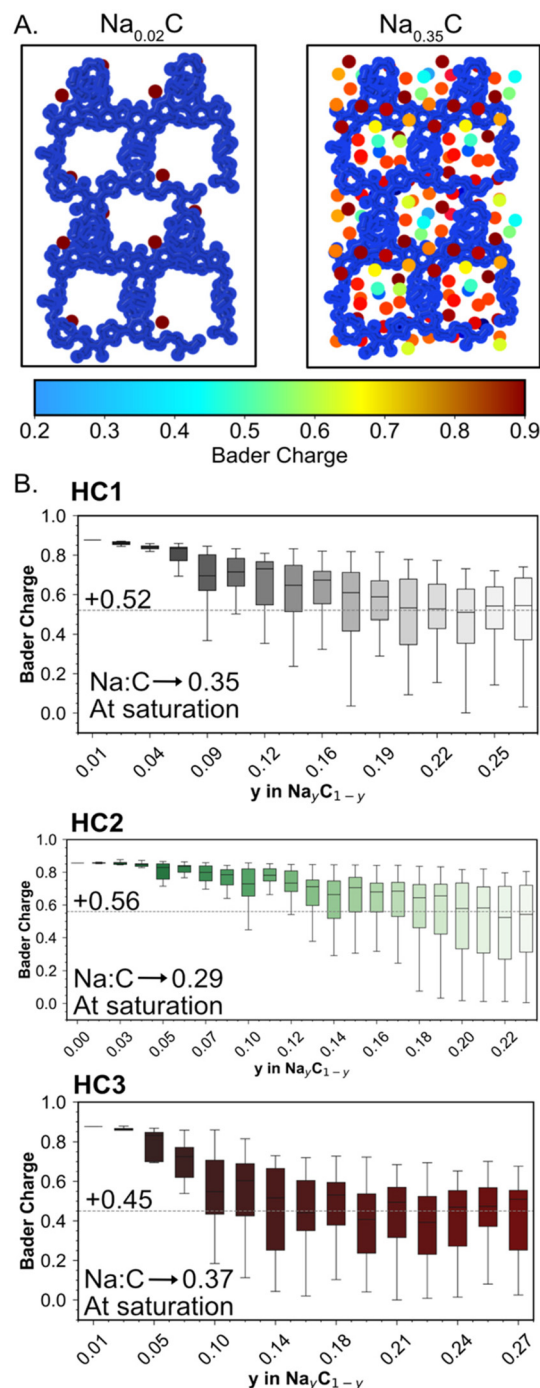 A.
Na0.02C Na0.35C
0.2 0.3 0.4 0.5 0.6 0.7 0.8 0.9
Bader Charge
B.
HC1
1.0
0.8
0.6
0.4
0.2
0.0
Bader Charge
+0.52
Na:C→0.35
At saturation
0.01 0.04 0.09 0.12 0.16 0.19 0.22 0.25
y in NayC1−y
HC2
1.0
0.8
0.6
0.4
0.2
0.0
Bader Charge
+0.56
Na:C→0.29
At saturation
0.00 0.03 0.05 0.07 0.10 0.12 0.14 0.16 0.18 0.20 0.22
y in NayC1−y
HC3
1.0
0.8
0.6
0.4
0.2
0.0
Bader Charge
+0.45
Na:C→0.37
At saturation
0.01 0.05 0.10 0.14 0.18 0.21 0.24 0.27
y in NayC1−y